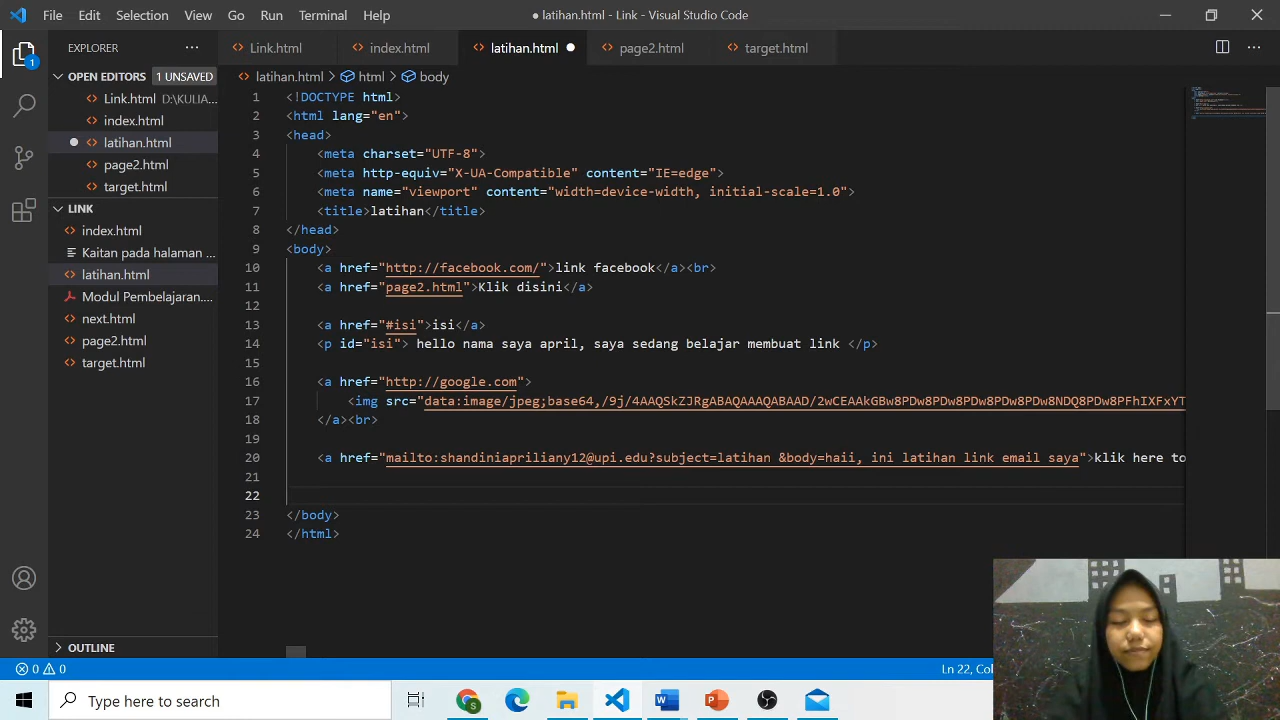 File Edit Selection View Go Run Terminal Help
● latihan.html - Link - Visual Studio Code
EXPLORER ···
Link.html index.html latihan.html ● page2.html target.html ···
OPEN EDITORS 1 UNSAVED
Link.html D:\KULIA...
index.html
● latihan.html
page2.html
target.html
LINK
index.html
Kaitan pada halaman ...
latihan.html
Modul Pembelajaran....
next.html
page2.html
target.html
OUTLINE
1
latihan.html > html > body
1 <!DOCTYPE html>
2 <html lang="en">
3 <head>
4 <meta charset="UTF-8">
5 <meta http-equiv="X-UA-Compatible" content="IE=edge">
6 <meta name="viewport" content="width=device-width, initial-scale=1.0">
7 <title>latihan</title>
8 </head>
9 <body>
10 <a href="http://facebook.com/">link facebook</a><br>
11 <a href="page2.html">Klik disini</a>
12
13 <a href="#isi">isi</a>
14 <p id="isi"> hello nama saya april, saya sedang belajar membuat link </p>
15
16 <a href="http://google.com">
17 <img src="data:image/jpeg;base64,/9j/4AAQSkZJRgABAQAAAQABAAD/2wCEAAkGBw8PDw8PDw8PDw8PDw8PDw8NDQ8PDw8PFhIXFxYT
18 </a><br>
19
20 <a href="mailto:shandiniapriliany12@upi.edu?subject=latihan &body=haii, ini latihan link email saya">klik here to
21
22
23 </body>
24 </html>
0 0
Ln 22, Col
Type here to search